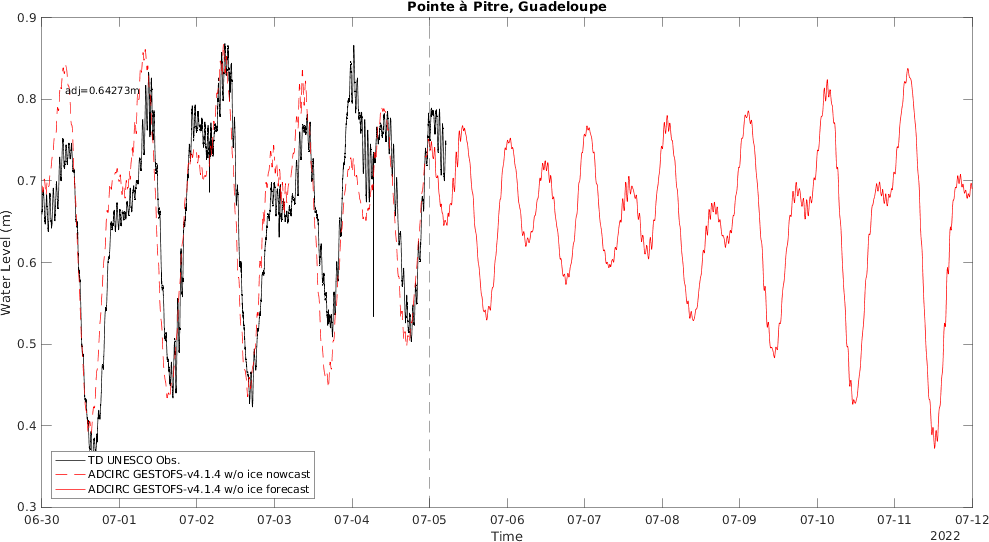 Pointe à Pitre, Guadeloupe
0.9
0.8
0.7
0.6
0.5
0.4
0.3
Water Level (m)
adj=0.64273m
TD UNESCO Obs.
ADCIRC GESTOFS-v4.1.4 w/o ice nowcast
ADCIRC GESTOFS-v4.1.4 w/o ice forecast
06-30 07-01 07-02 07-03 07-04 07-05 07-06 07-07 07-08 07-09 07-10 07-11 07-12
Time
2022